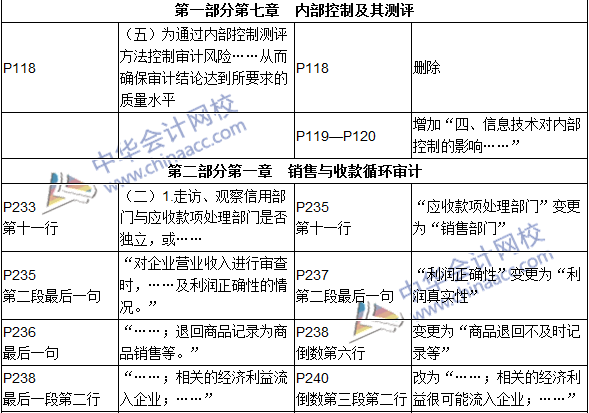 第一部分第七章 内部控制及其测评
P118
（五）为通过内部控制测评
方法控制审计风险……从而
确保审计结论达到所要求的
质量水平
P118
删除
P119—P120
增加“四、信息技术对内部
控制的影响……”
第二部分第一章 销售与收款循环审计
P233
第十一行
（二）1.走访、观察信用部
门与应收款项处理部门是否
独立，或……
P235
第十一行
“应收款项处理部门”变更
为“销售部门”
P235
第二段最后一句
“对企业营业收入进行审查
时，……及利润正确性的情
况。”
P237
第二段最后一句
“利润正确性”变更为“利
润真实性”
P236
最后一句
“……；退回商品记录为商
品销售等。”
P238
倒数第六行
变更为“商品退回不及时记
录等”
P238
最后一段第二行
“……；相关的经济利益流
入企业；……”
P240
倒数第三段第二行
改为“……；相关的经济利
益很可能流入企业；……”
中华会计网校
www.chinaacc.com
中华会计网校
www.chinaacc.com